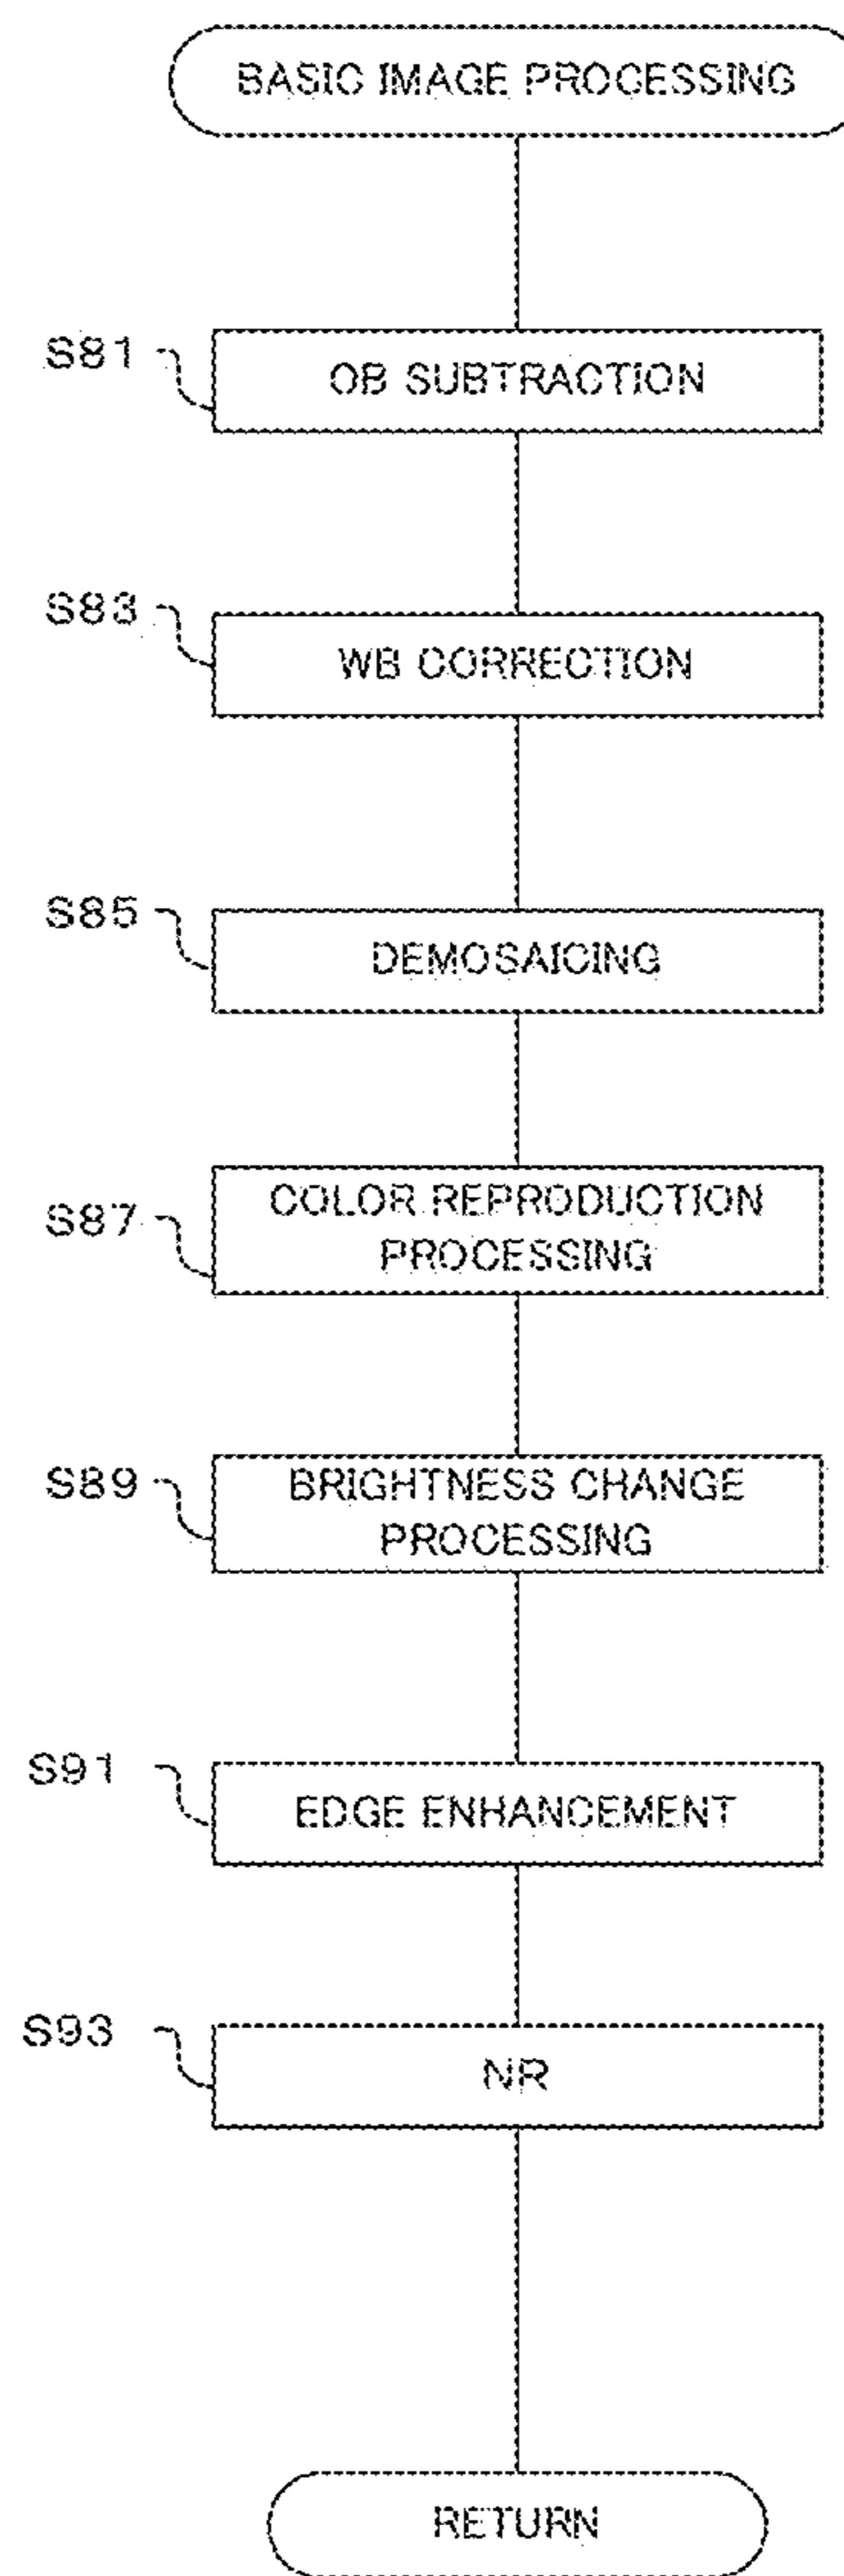 BASIC IMAGE PROCESSING
S81
OB SUBTRACTION
S83
WB CORRECTION
S85
DEMOSAICING
S87
COLOR REPRODUCTION
PROCESSING
S89
BRIGHTNESS CHANGE
PROCESSING
S91
EDGE ENHANCEMENT
S93
NR
RETURN